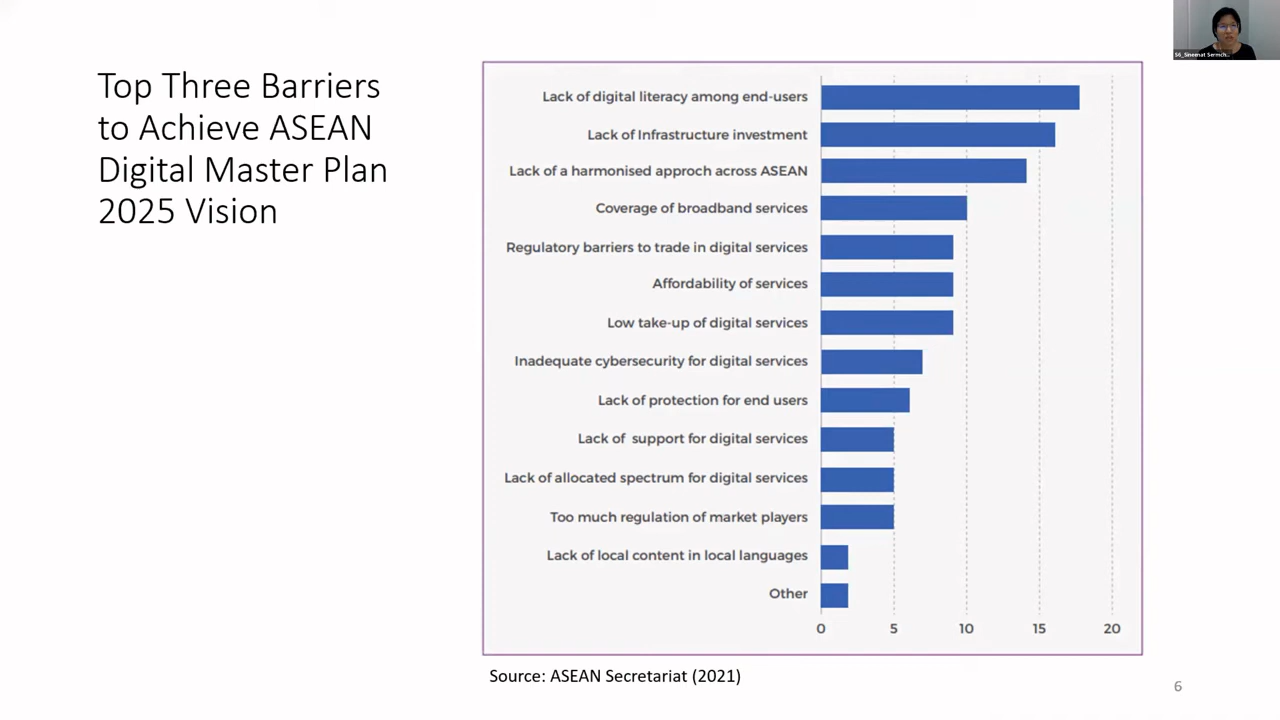 Top Three Barriers
to Achieve ASEAN
Digital Master Plan
2025 Vision
Lack of digital literacy among end-users
Lack of Infrastructure investment
Lack of a harmonised approch across ASEAN
Coverage of broadband services
Regulatory barriers to trade in digital services
Affordability of services
Low take-up of digital services
Inadequate cybersecurity for digital services
Lack of protection for end users
Lack of support for digital services
Lack of allocated spectrum for digital services
Too much regulation of market players
Lack of local content in local languages
Other
0 5 10 15 20
Source: ASEAN Secretariat (2021)
6